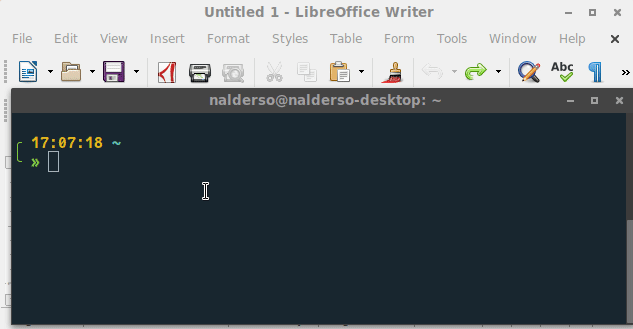 Untitled 1 - LibreOffice Writer
File Edit View Insert Format Styles Table Form Tools Window Help
Abc
nalderso@nalderso-desktop: ~
17:07:18 ~
»